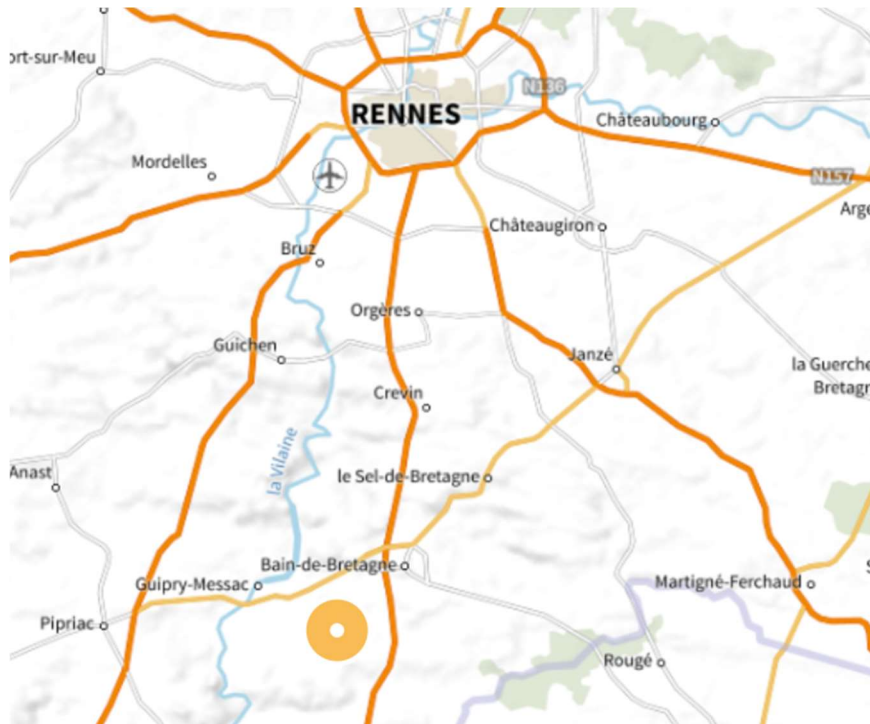 ort-sur-Meu
N136
RENNES
Châteaubourg
Mordelles
N157
Arge
Châteaugiron
Bruz
Orgères
Guichen
Janzé
la Guerche
Bretagn
Crevin
la Vilaine
Anast
le Sel-de-Bretagne
Bain-de-Bretagne
Guipry-Messac
Martigné-Ferchaud
S
Pipriac
Rougé